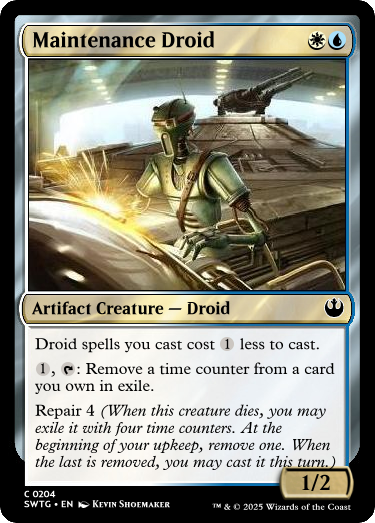 Maintenance Droid
Artifact Creature — Droid
Droid spells you cast cost 1 less to cast.
1, T: Remove a time counter from a card
you own in exile.
Repair 4 (When this creature dies, you may
exile it with four time counters. At the
beginning of your upkeep, remove one. When
the last is removed, you may cast it this turn.)
1/2
C 0204
SWTG • EN Kevin Shoemaker
™ & © 2025 Wizards of the Coast